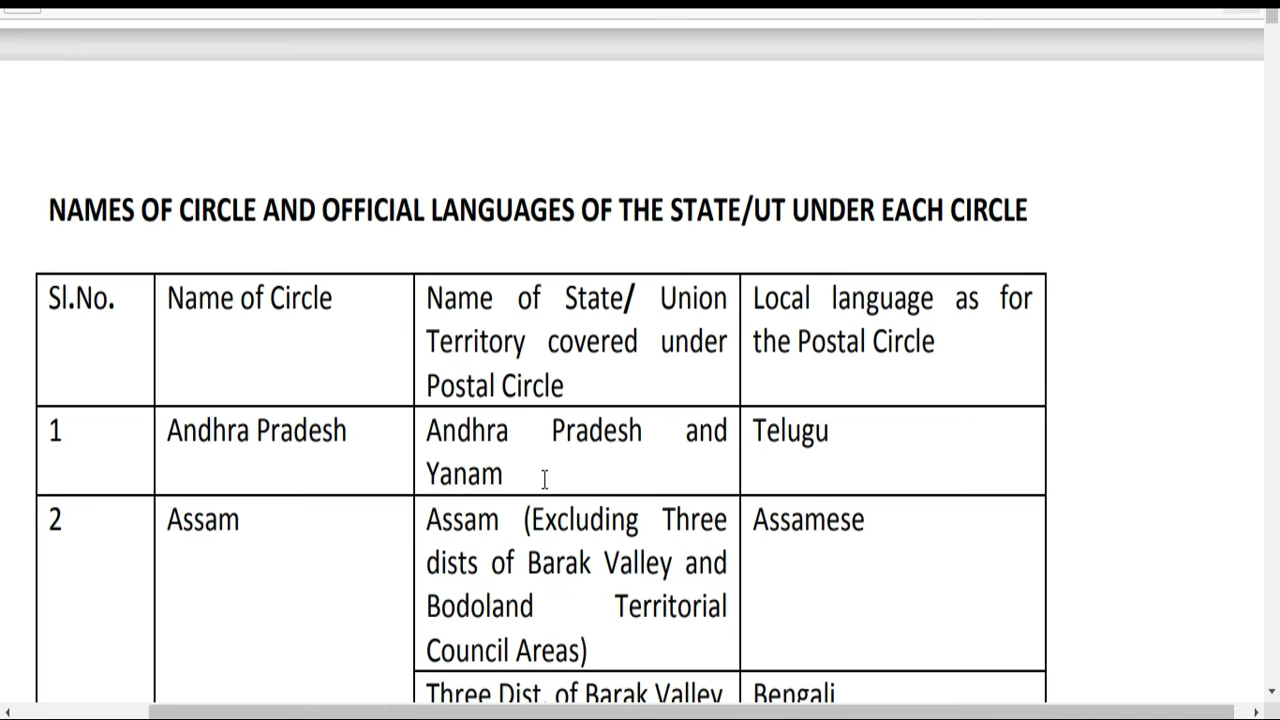 NAMES OF CIRCLE AND OFFICIAL LANGUAGES OF THE STATE/UT UNDER EACH CIRCLE
Sl.No.
Name of Circle
Name of State/ Union
Territory covered under
Postal Circle
Local language as for
the Postal Circle
1
Andhra Pradesh
Andhra Pradesh and
Yanam
Telugu
2
Assam
Assam (Excluding Three
dists of Barak Valley and
Bodoland Territorial
Council Areas)
Assamese
Three Dist. of Barak Valley
Bengali